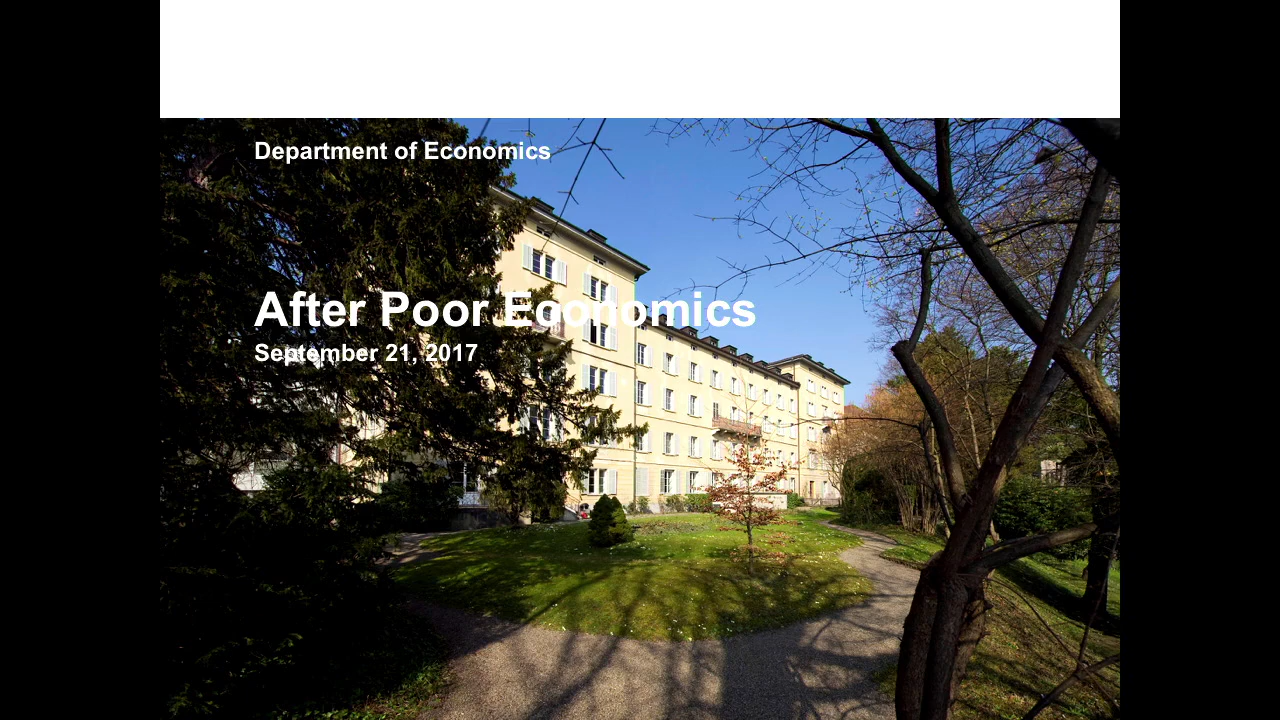 Department of Economics
After Poor Economics
September 21, 2017